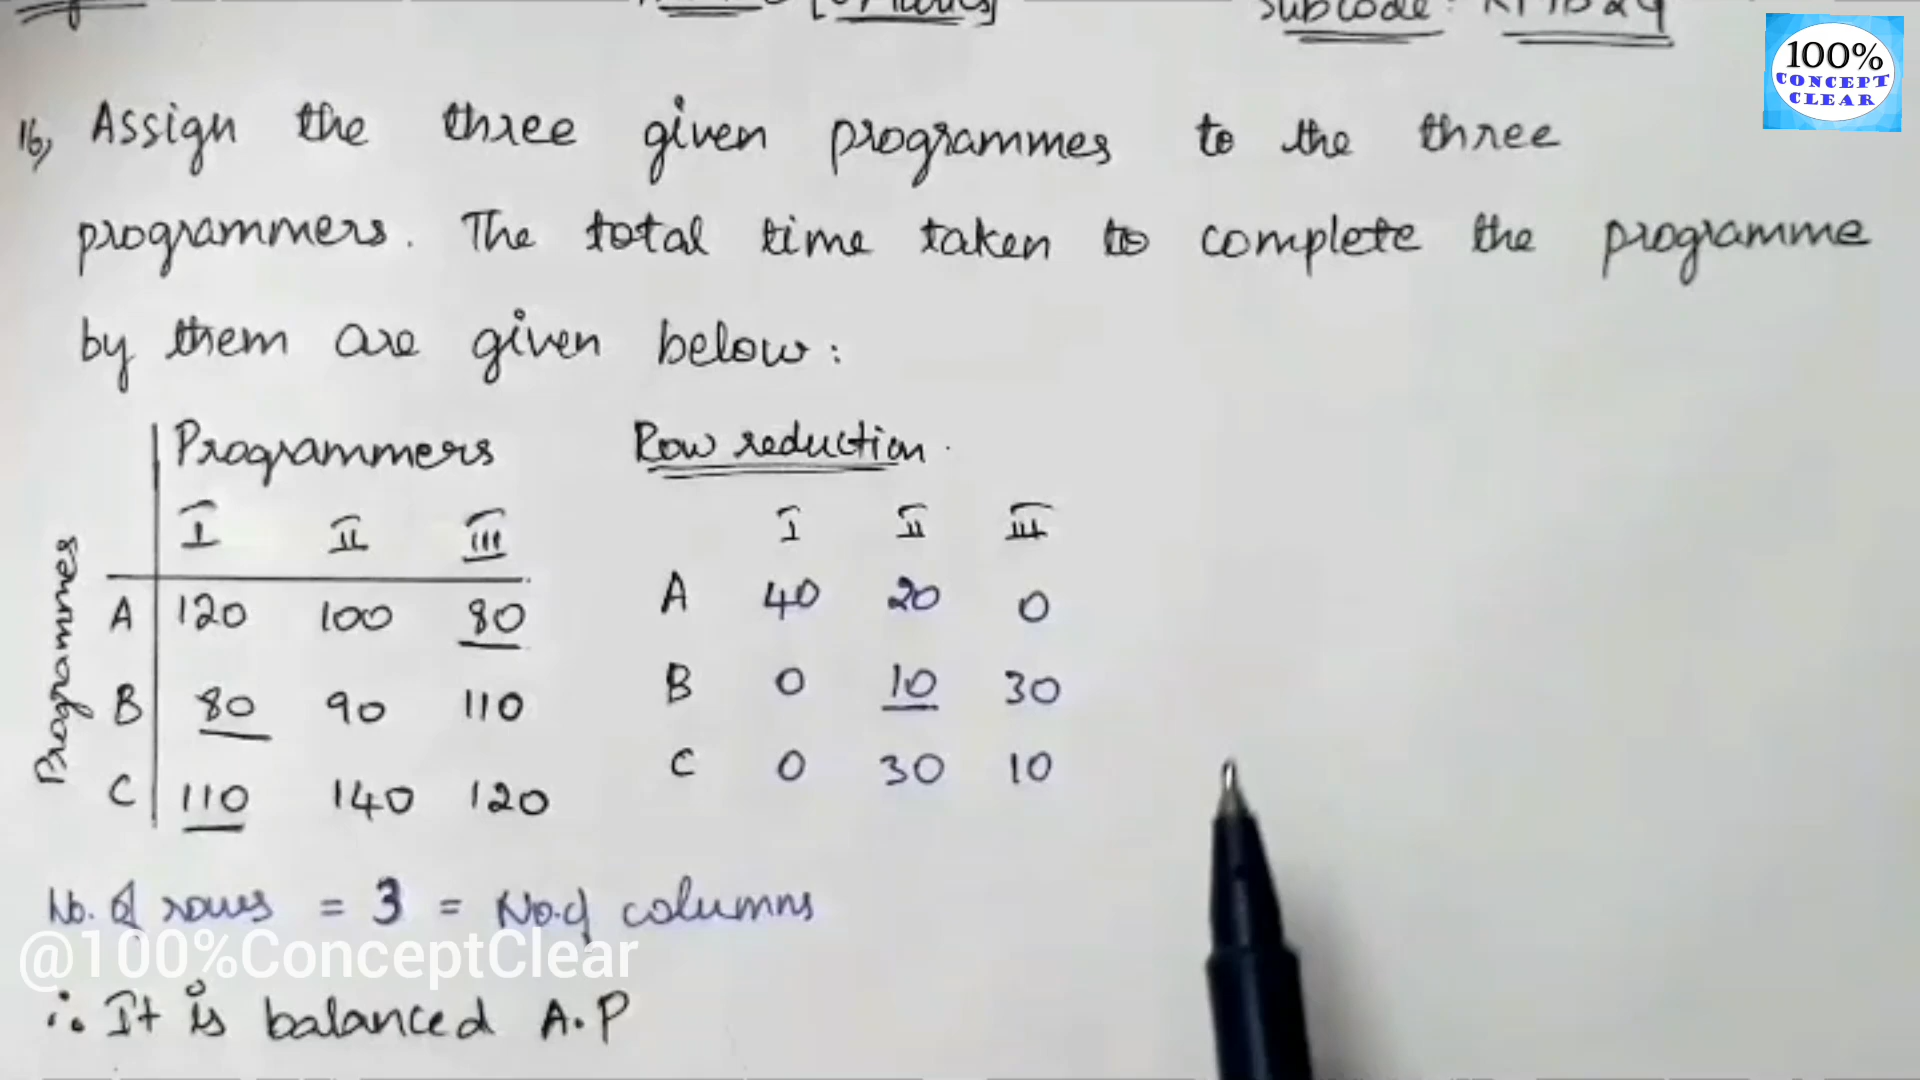 Subcode:
100%
CONCEPT
CLEAR
16, Assign the three given programmes to the three
programmers. The total time taken to complete the programme
by them are given below:
Programmers
I II III
Programmes
A 120 100 80
B 80 90 110
C 110 140 120
Row reduction.
I II III
A 40 20 0
B 0 10 30
C 0 30 10
No. of rows = 3 = No. of columns
@100%ConceptClear
∴ It is balanced A.P